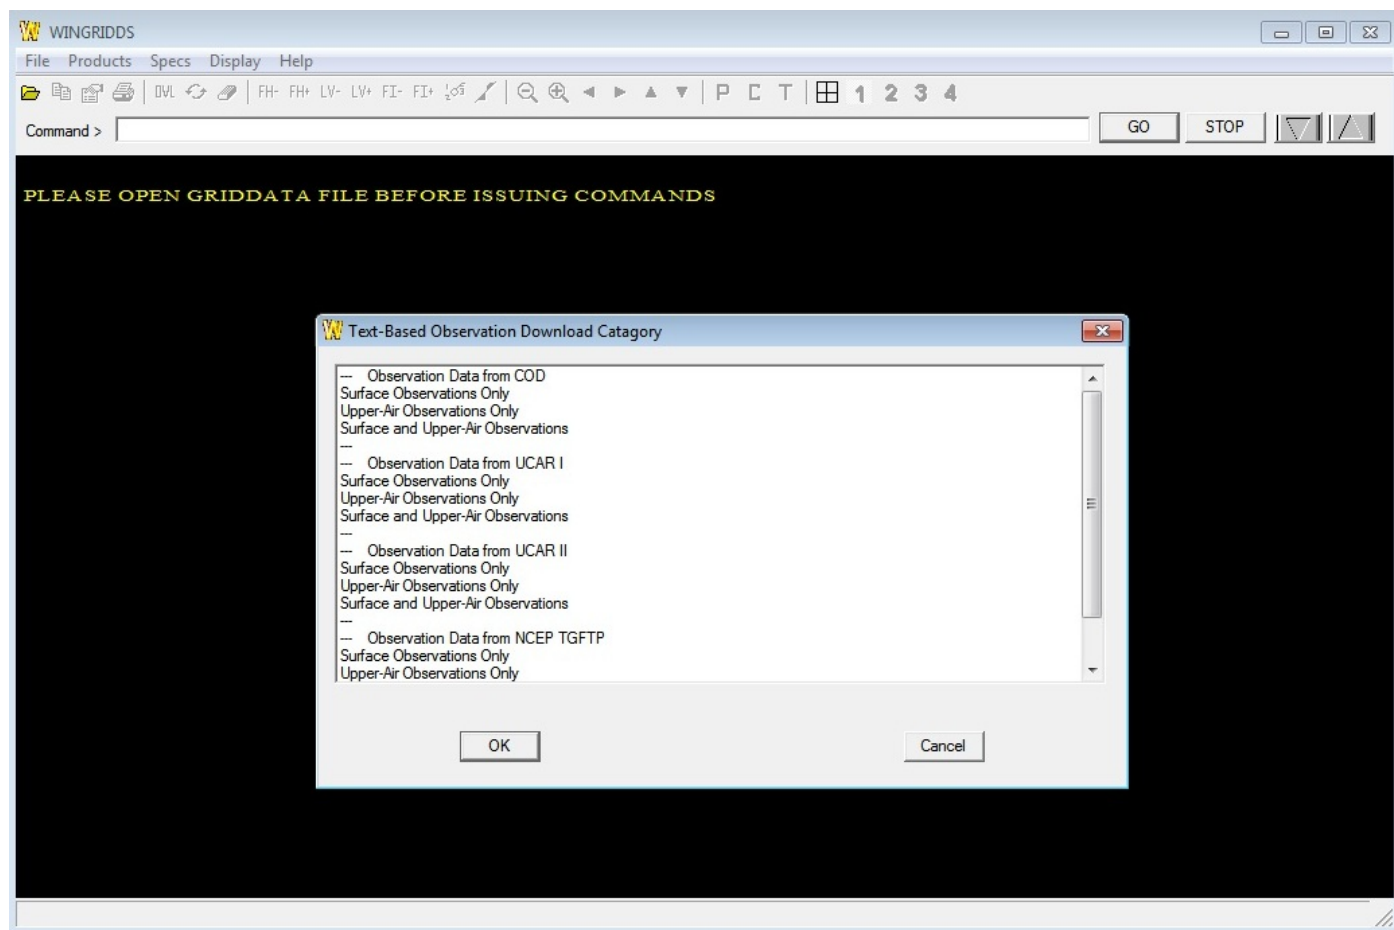 WINGRIDDS
File Products Specs Display Help
OVL FH- FH+ LV- LV+ FI- FI+ P C T 1 2 3 4
Command > GO STOP
PLEASE OPEN GRIDDATA FILE BEFORE ISSUING COMMANDS
Text-Based Observation Download Catagory
--- Observation Data from COD
Surface Observations Only
Upper-Air Observations Only
Surface and Upper-Air Observations
---
--- Observation Data from UCAR I
Surface Observations Only
Upper-Air Observations Only
Surface and Upper-Air Observations
---
--- Observation Data from UCAR II
Surface Observations Only
Upper-Air Observations Only
Surface and Upper-Air Observations
---
--- Observation Data from NCEP TGFTP
Surface Observations Only
Upper-Air Observations Only
OK Cancel